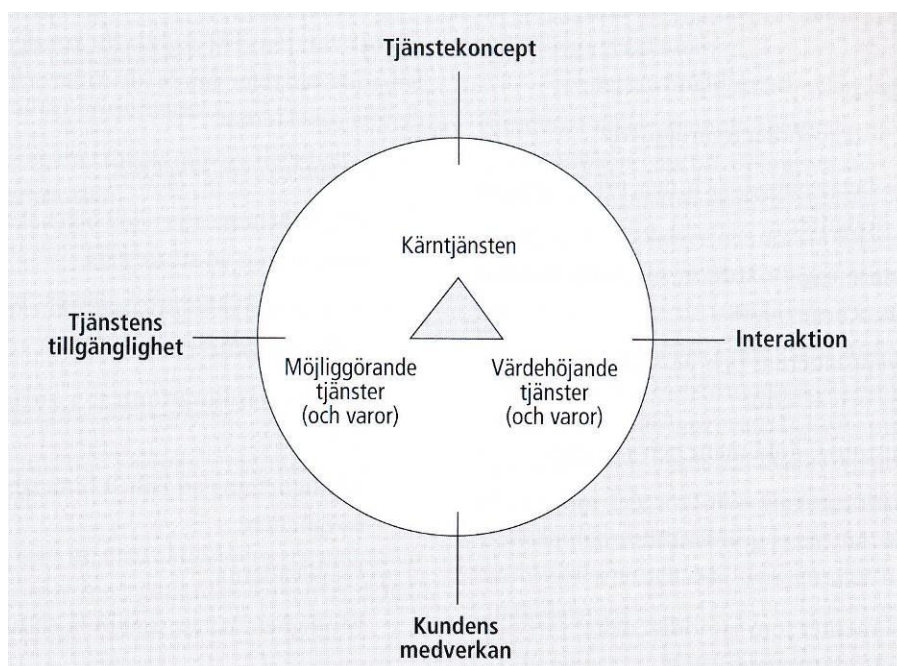 Tjänstekoncept
Kärntjänsten
Tjänstens
tillgänglighet
Interaktion
Möjliggörande
tjänster
(och varor)
Värdehöjande
tjänster
(och varor)
Kundens
medverkan